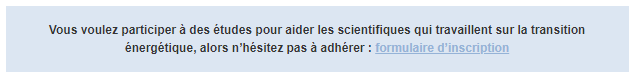 Vous voulez participer à des études pour aider les scientifiques qui travaillent sur la transition
énergétique, alors n'hésitez pas à adhérer : formulaire d'inscription